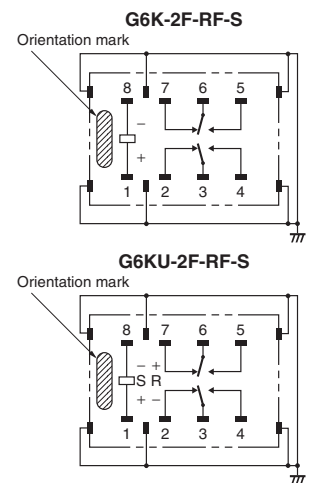 G6K-2F-RF-S
Orientation mark
8 7 6 5
−
+
1 2 3 4
G6KU-2F-RF-S
Orientation mark
8 7 6 5
− +
S R
+ −
1 2 3 4